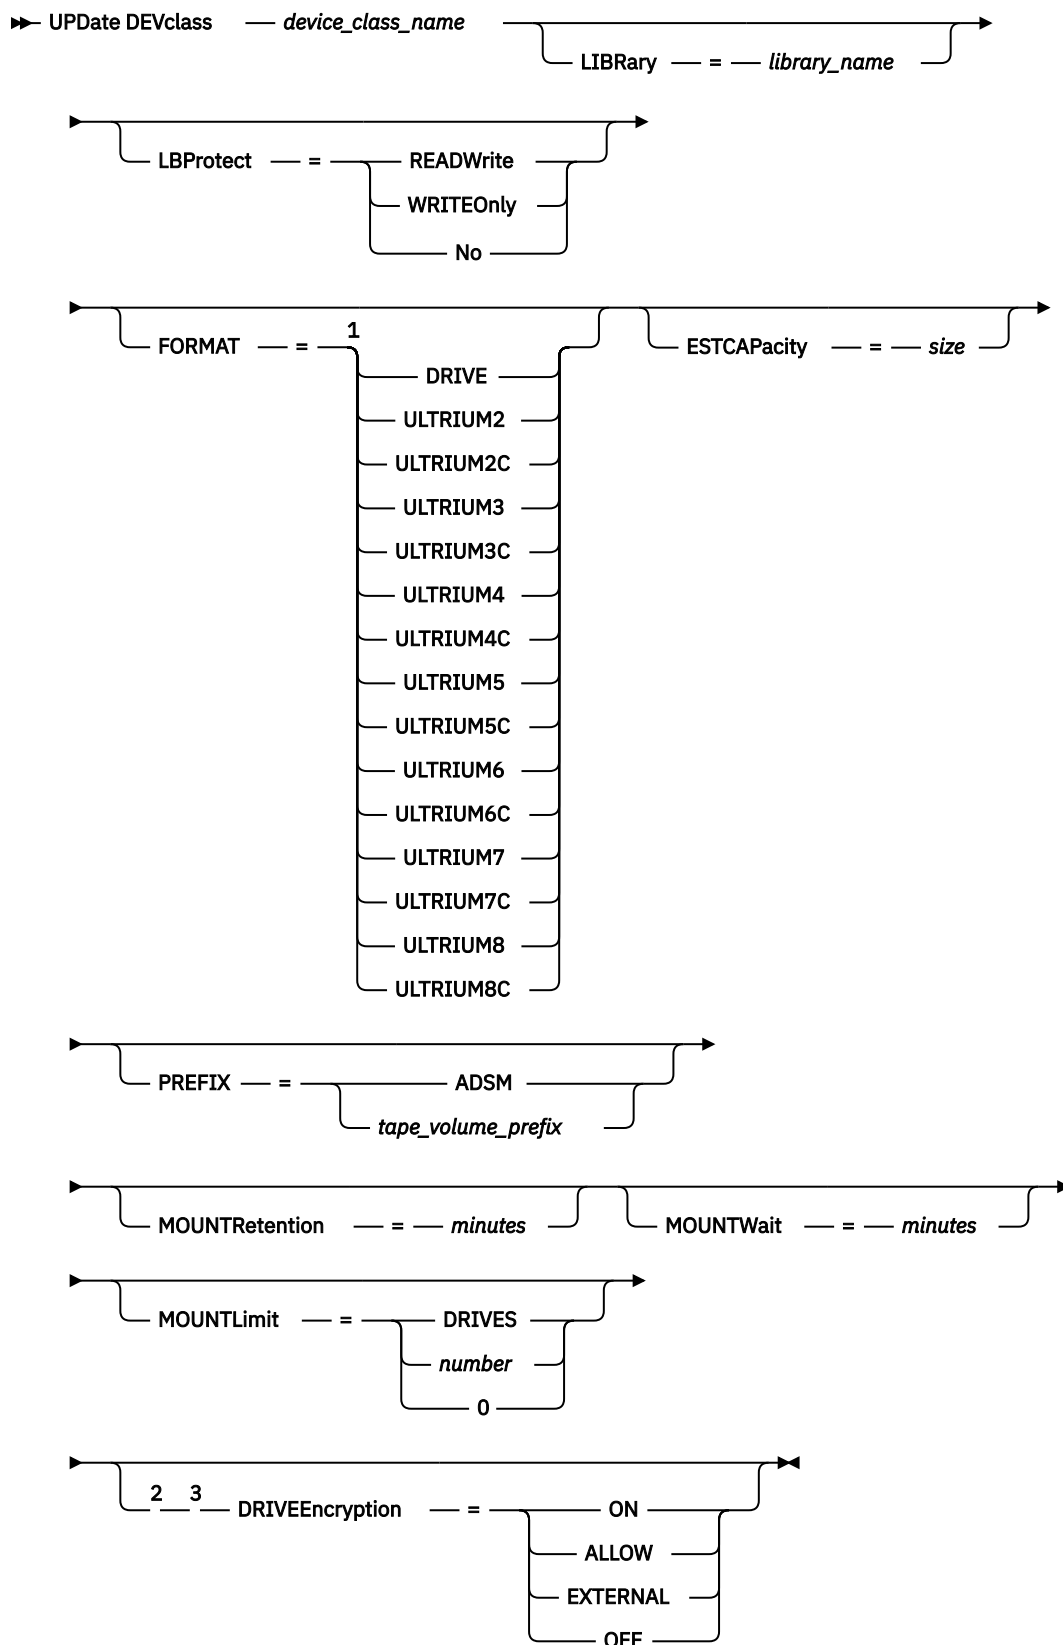 UPDate DEVclass device_class_name
LIBRary = library_name
LBProtect = READWrite
WRITEOnly
No
1
FORMAT = ESTCAPacity = size
DRIVE
ULTRIUM2
ULTRIUM2C
ULTRIUM3
ULTRIUM3C
ULTRIUM4
ULTRIUM4C
ULTRIUM5
ULTRIUM5C
ULTRIUM6
ULTRIUM6C
ULTRIUM7
ULTRIUM7C
ULTRIUM8
ULTRIUM8C
PREFIX = ADSM
tape_volume_prefix
MOUNTRetention = minutes MOUNTWait = minutes
MOUNTLimit = DRIVES
number
0
2 3
DRIVEEncryption = ON
ALLOW
EXTERNAL
OFF